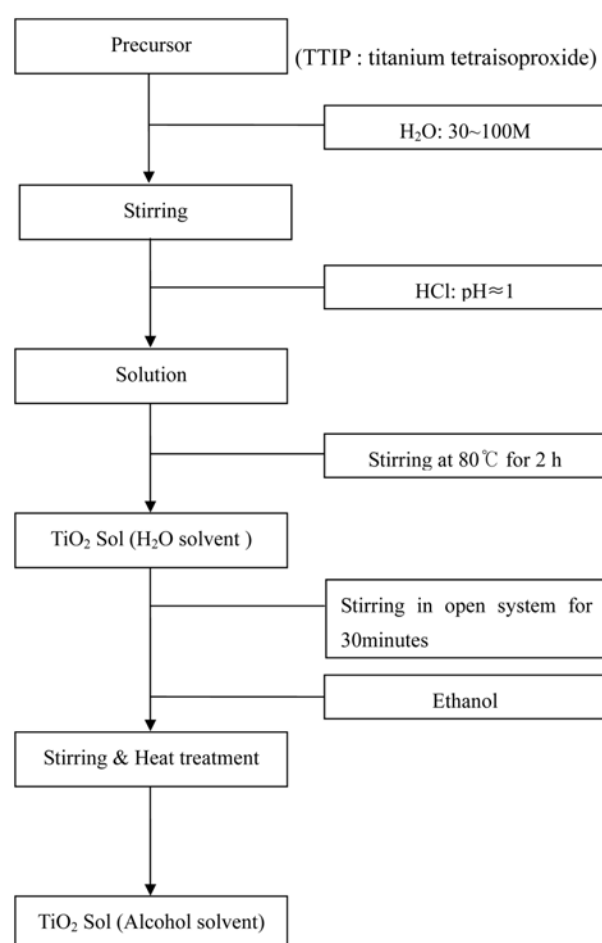 Precursor
(TTIP : titanium tetraisoproxide)
H₂O: 30~100M
Stirring
HCl: pH≈1
Solution
Stirring at 80℃ for 2 h
TiO₂ Sol (H₂O solvent )
Stirring in open system for
30minutes
Ethanol
Stirring & Heat treatment
TiO₂ Sol (Alcohol solvent)